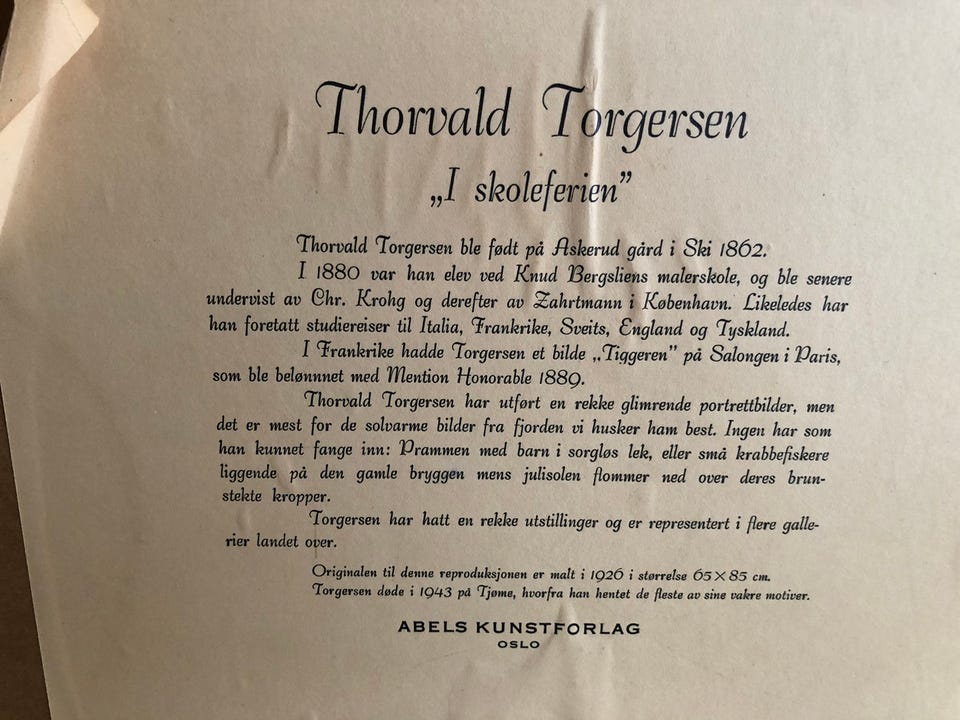 Thorvald Torgersen
„I skoleferien”
Thorvald Torgersen ble født på Askerud gård i Ski 1862.
I 1880 var han elev ved Knud Bergsliens malerskole, og ble senere
undervist av Chr. Krohg og derefter av Zahrtmann i København. Likeledes har
han foretatt studiereiser til Italia, Frankrike, Sveits, England og Tyskland.
I Frankrike hadde Torgersen et bilde „Tiggeren” på Salongen i Paris,
som ble belønnnet med Mention Honorable 1889.
Thorvald Torgersen har utført en rekke glimrende portrettbilder, men
det er mest for de solvarme bilder fra fjorden vi husker ham best. Ingen har som
han kunnet fange inn: Prammen med barn i sorgløs lek, eller små krabbefiskere
liggende på den gamle bryggen mens julisolen flommer ned over deres brun-
stekte kropper.
Torgersen har hatt en rekke utstillinger og er representert i flere galle-
rier landet over.
Originalen til denne reproduksjonen er malt i 1926 i størrelse 65 × 85 cm.
Torgersen døde i 1943 på Tjøme, hvorfra han hentet de fleste av sine vakre motiver.
ABELS KUNSTFORLAG
OSLO